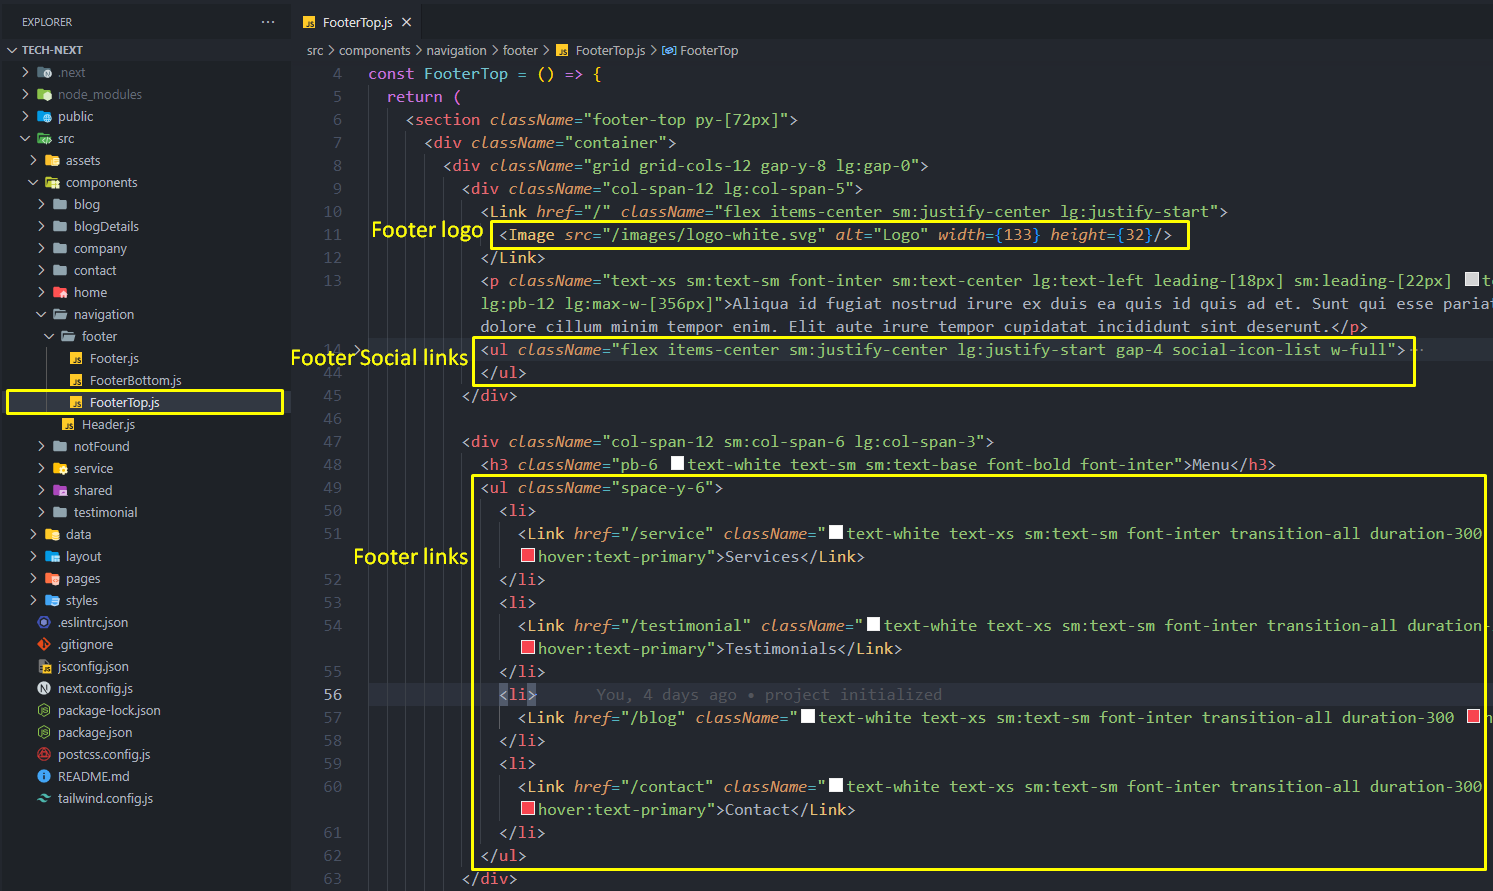 EXPLORER
TECH-NEXT
.next
node_modules
public
src
assets
components
blog
blogDetails
company
contact
home
navigation
footer
Footer.js
FooterBottom.js
FooterTop.js
Header.js
notFound
service
shared
testimonial
data
layout
pages
styles
.eslintrc.json
.gitignore
jsconfig.json
next.config.js
package-lock.json
package.json
postcss.config.js
README.md
tailwind.config.js
FooterTop.js
src > components > navigation > footer > FooterTop.js > FooterTop
4 const FooterTop = () => {
5 return (
6 <section className="footer-top py-[72px]">
7 <div className="container">
8 <div className="grid grid-cols-12 gap-y-8 lg:gap-0">
9 <div className="col-span-12 lg:col-span-5">
10 <Link href="/" className="flex items-center sm:justify-center lg:justify-start">
Footer logo
11 <Image src="/images/logo-white.svg" alt="Logo" width={133} height={32}/>
12 </Link>
13 <p className="text-xs sm:text-sm font-inter sm:text-center lg:text-left leading-[18px] sm:leading-[22px] te
lg:pb-12 lg:max-w-[356px]">Aliqua id fugiat nostrud irure ex duis ea quis id quis ad et. Sunt qui esse pariat
dolore cillum minim tempor enim. Elit aute irure tempor cupidatat incididunt sint deserunt.</p>
Footer Social links
14 <ul className="flex items-center sm:justify-center lg:justify-start gap-4 social-icon-list w-full">…
44 </ul>
45 </div>
46
47 <div className="col-span-12 sm:col-span-6 lg:col-span-3">
48 <h3 className="pb-6 text-white text-sm sm:text-base font-bold font-inter">Menu</h3>
49 <ul className="space-y-6">
50 <li>
51 <Link href="/service" className="text-white text-xs sm:text-sm font-inter transition-all duration-300
Footer links
hover:text-primary">Services</Link>
52 </li>
53 <li>
54 <Link href="/testimonial" className="text-white text-xs sm:text-sm font-inter transition-all duration-
hover:text-primary">Testimonials</Link>
55 </li>
56 <li> You, 4 days ago • project initialized
57 <Link href="/blog" className="text-white text-xs sm:text-sm font-inter transition-all duration-300 h
58 </li>
59 <li>
60 <Link href="/contact" className="text-white text-xs sm:text-sm font-inter transition-all duration-300
hover:text-primary">Contact</Link>
61 </li>
62 </ul>
63 </div>